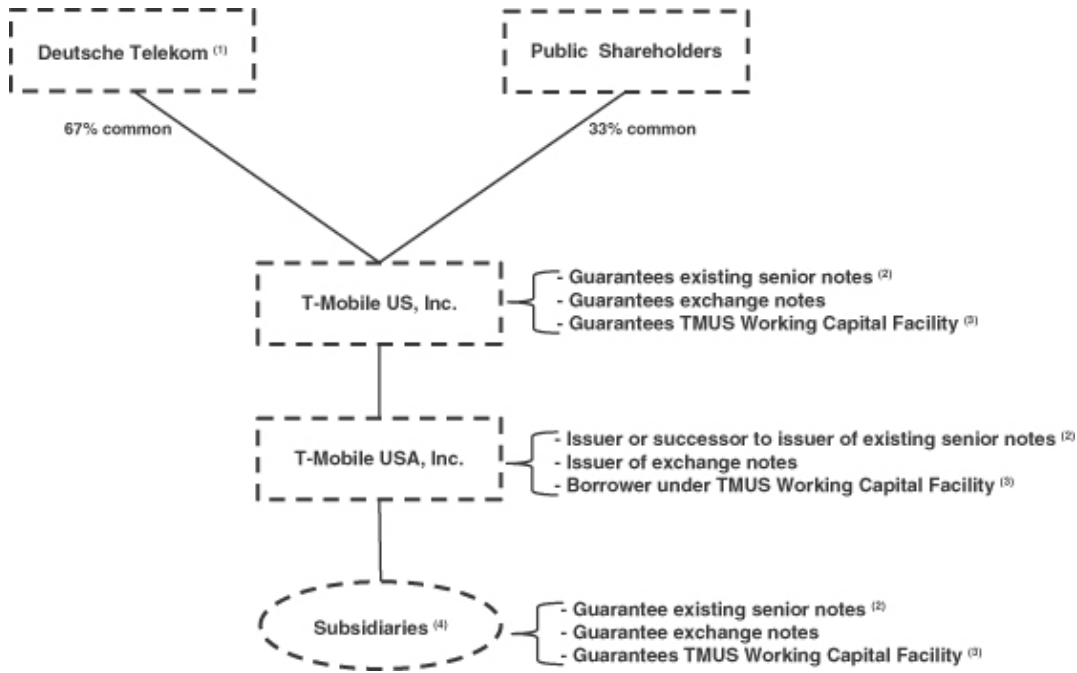 Deutsche Telekom (1)
Public Shareholders
67% common
33% common
T-Mobile US, Inc.
- Guarantees existing senior notes (2)
- Guarantees exchange notes
- Guarantees TMUS Working Capital Facility (3)
T-Mobile USA, Inc.
- Issuer or successor to issuer of existing senior notes (2)
- Issuer of exchange notes
- Borrower under TMUS Working Capital Facility (3)
Subsidiaries (4)
- Guarantee existing senior notes (2)
- Guarantee exchange notes
- Guarantees TMUS Working Capital Facility (3)